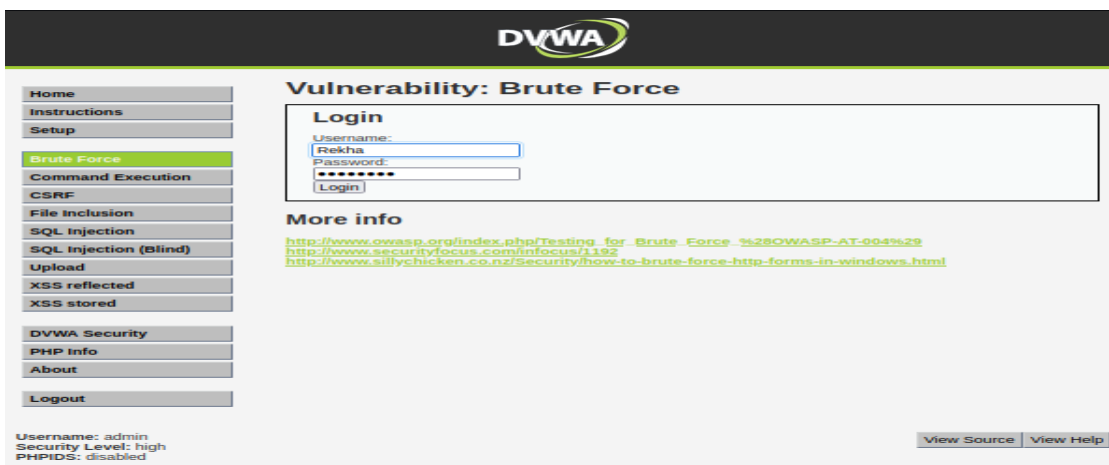 DVWA
Home
Instructions
Setup
Brute Force
Command Execution
CSRF
File Inclusion
SQL Injection
SQL Injection (Blind)
Upload
XSS reflected
XSS stored
DVWA Security
PHP Info
About
Logout
Username: admin
Security Level: high
PHPIDS: disabled
Vulnerability: Brute Force
Login
Username:
Rekha
Password:
••••••••
Login
More info
http://www.owasp.org/index.php/Testing_for_Brute_Force_%28OWASP-AT-004%29
http://www.securityfocus.com/infocus/1192
http://www.sillychicken.co.nz/Security/how-to-brute-force-http-forms-in-windows.html
View Source
View Help